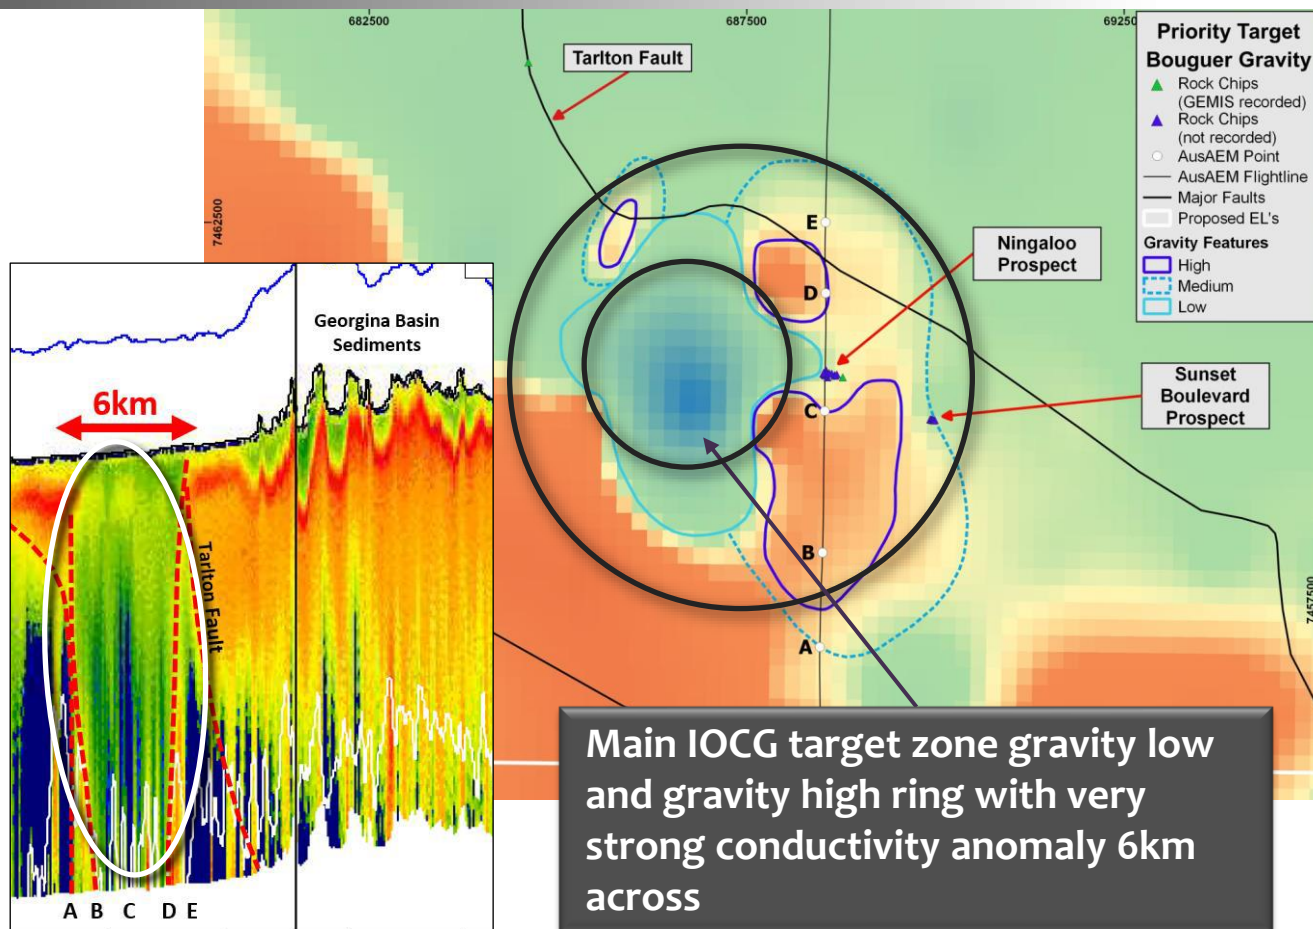 682500
687500
692500
Priority Target
Bouguer Gravity
Rock Chips
(GEMIS recorded)
Rock Chips
(not recorded)
AusAEM Point
AusAEM Flightline
Major Faults
Proposed EL's
Gravity Features
High
Medium
Low
Tarlton Fault
7462500
E
D
C
B
A
Ningaloo
Prospect
Sunset
Boulevard
Prospect
7457500
Georgina Basin
Sediments
6km
Tarlton Fault
A B C D E
Main IOCG target zone gravity low
and gravity high ring with very
strong conductivity anomaly 6km
across